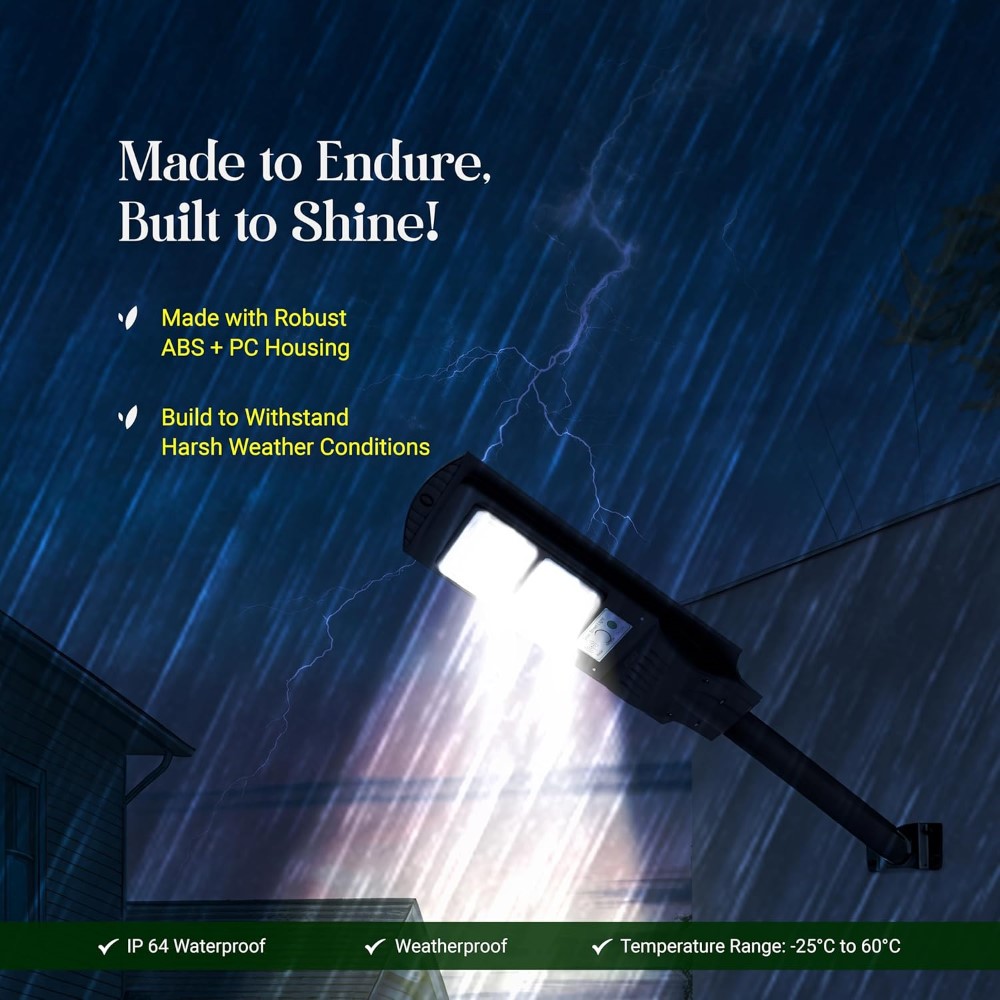 Made to Endure,
Built to Shine!
Made with Robust
ABS + PC Housing
Build to Withstand
Harsh Weather Conditions
IP 64 Waterproof
Weatherproof
Temperature Range: -25°C to 60°C